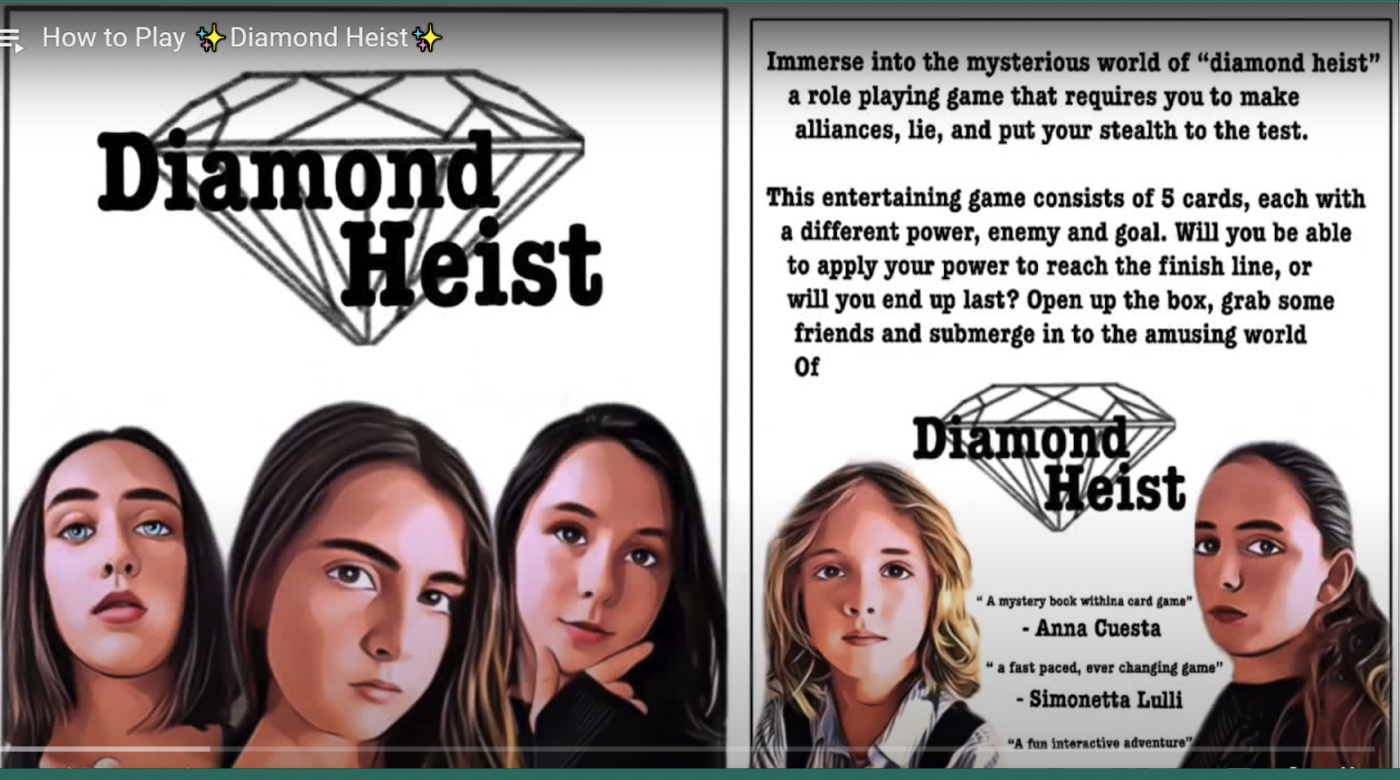 How to Play ✨Diamond Heist✨
Diamond
Heist
Immerse into the mysterious world of “diamond heist”
a role playing game that requires you to make
alliances, lie, and put your stealth to the test.
This entertaining game consists of 5 cards, each with
a different power, enemy and goal. Will you be able
to apply your power to reach the finish line, or
will you end up last? Open up the box, grab some
friends and submerge in to the amusing world
Of
Diamond
Heist
“ A mystery book withina card game”
- Anna Cuesta
“ a fast paced, ever changing game”
- Simonetta Lulli
“A fun interactive adventure”